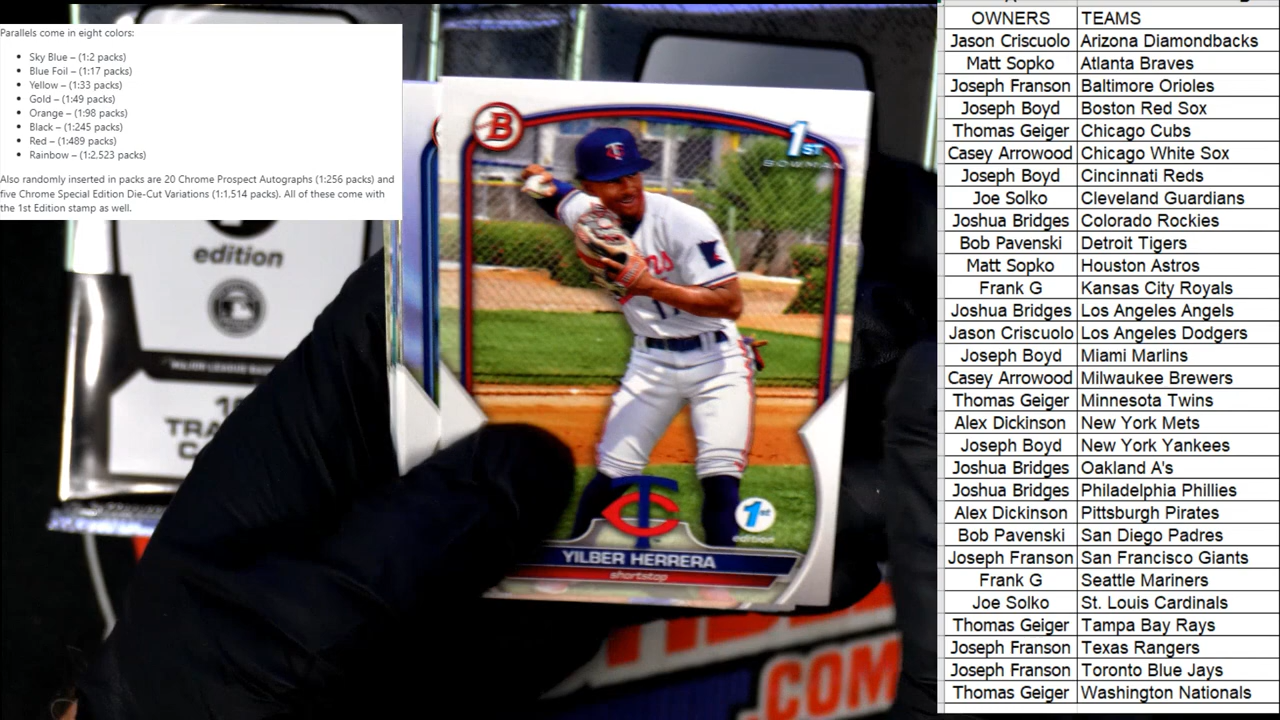 Parallels come in eight colors:
Sky Blue – (1:2 packs)
Blue Foil – (1:17 packs)
Yellow – (1:33 packs)
Gold – (1:49 packs)
Orange – (1:98 packs)
Black – (1:245 packs)
Red – (1:489 packs)
Rainbow – (1:2,523 packs)
Also randomly inserted in packs are 20 Chrome Prospect Autographs (1:256 packs) and
five Chrome Special Edition Die-Cut Variations (1:1,514 packs). All of these come with
the 1st Edition stamp as well.
edition
B
1ST
BOWMAN
TC
1st
edition
YILBER HERRERA
shortstop
.COM
OWNERS TEAMS
Jason Criscuolo Arizona Diamondbacks
Matt Sopko Atlanta Braves
Joseph Franson Baltimore Orioles
Joseph Boyd Boston Red Sox
Thomas Geiger Chicago Cubs
Casey Arrowood Chicago White Sox
Joseph Boyd Cincinnati Reds
Joe Solko Cleveland Guardians
Joshua Bridges Colorado Rockies
Bob Pavenski Detroit Tigers
Matt Sopko Houston Astros
Frank G Kansas City Royals
Joshua Bridges Los Angeles Angels
Jason Criscuolo Los Angeles Dodgers
Joseph Boyd Miami Marlins
Casey Arrowood Milwaukee Brewers
Thomas Geiger Minnesota Twins
Alex Dickinson New York Mets
Joseph Boyd New York Yankees
Joshua Bridges Oakland A's
Joshua Bridges Philadelphia Phillies
Alex Dickinson Pittsburgh Pirates
Bob Pavenski San Diego Padres
Joseph Franson San Francisco Giants
Frank G Seattle Mariners
Joe Solko St. Louis Cardinals
Thomas Geiger Tampa Bay Rays
Joseph Franson Texas Rangers
Joseph Franson Toronto Blue Jays
Thomas Geiger Washington Nationals